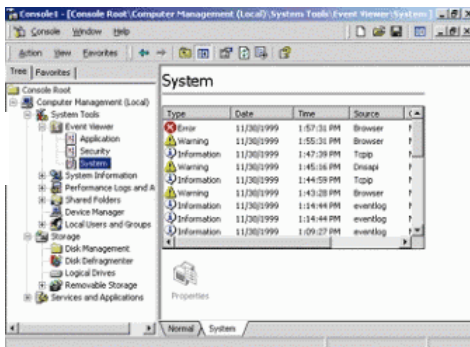 Console1 - [Console Root\Computer Management (Local)\System Tools\Event Viewer\System]
Console Window Help
Action View Favorites
Tree Favorites
Console Root
Computer Management (Local)
System Tools
Event Viewer
Application
Security
System
System Information
Performance Logs and A
Shared Folders
Device Manager
Local Users and Groups
Storage
Disk Management
Disk Defragmenter
Logical Drives
Removable Storage
Services and Applications
System
Type Date Time Source
Error 11/30/1999 1:57:31 PM Browser
Warning 11/30/1999 1:55:31 PM Browser
Information 11/30/1999 1:47:39 PM Tcpip
Warning 11/30/1999 1:45:16 PM Dnsapi
Information 11/30/1999 1:44:59 PM Tcpip
Warning 11/30/1999 1:43:28 PM Browser
Information 11/30/1999 1:14:44 PM eventlog
Information 11/30/1999 1:14:44 PM eventlog
Information 11/30/1999 1:09:27 PM eventlog
Properties
Normal System